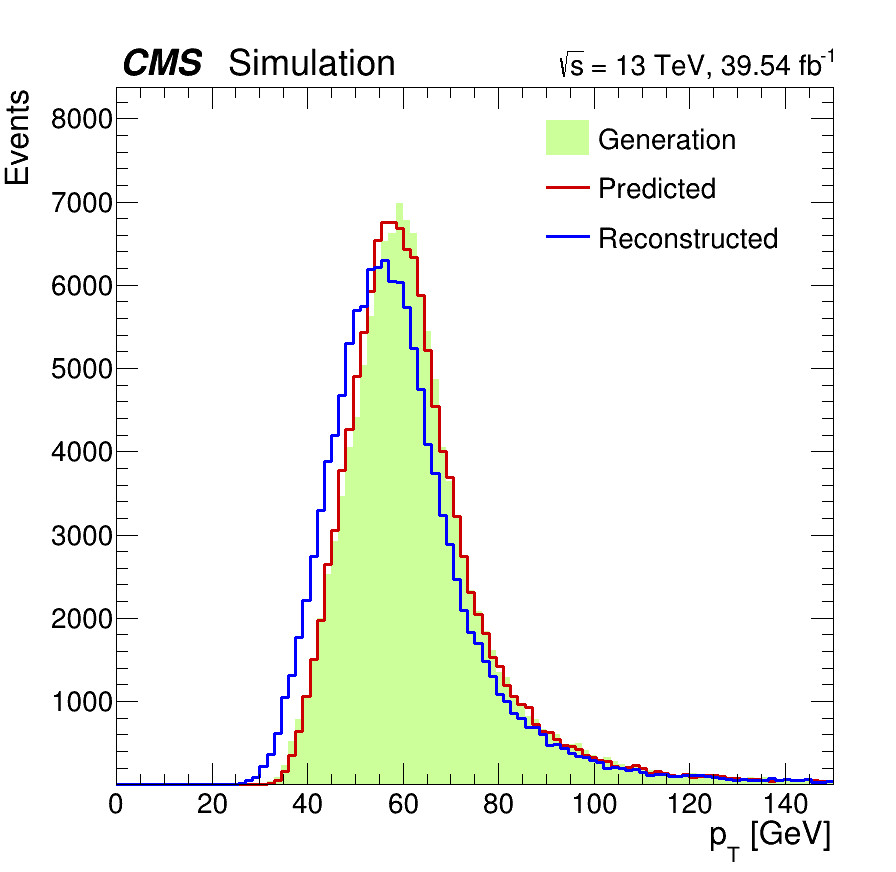 CMS Simulation √s = 13 TeV, 39.54 fb⁻¹
Events
8000
7000
6000
5000
4000
3000
2000
1000
Generation
Predicted
Reconstructed
0 20 40 60 80 100 120 140
p_T [GeV]